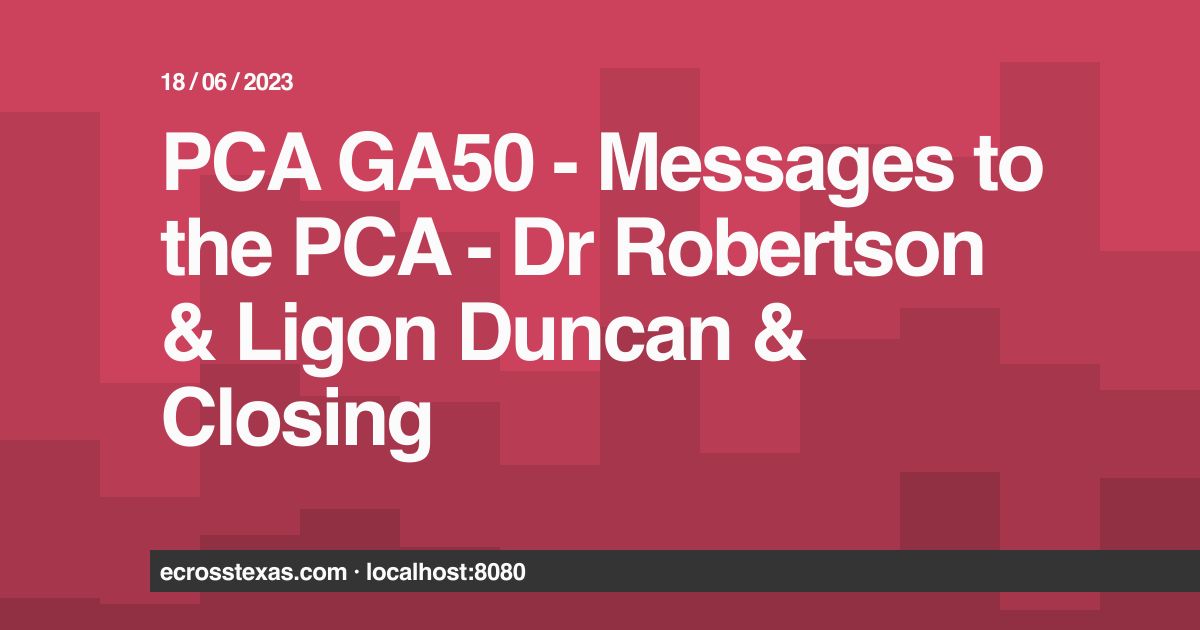 18 / 06 / 2023
PCA GA50 - Messages to
the PCA - Dr Robertson
& Ligon Duncan &
Closing
ecrosstexas.com · localhost:8080